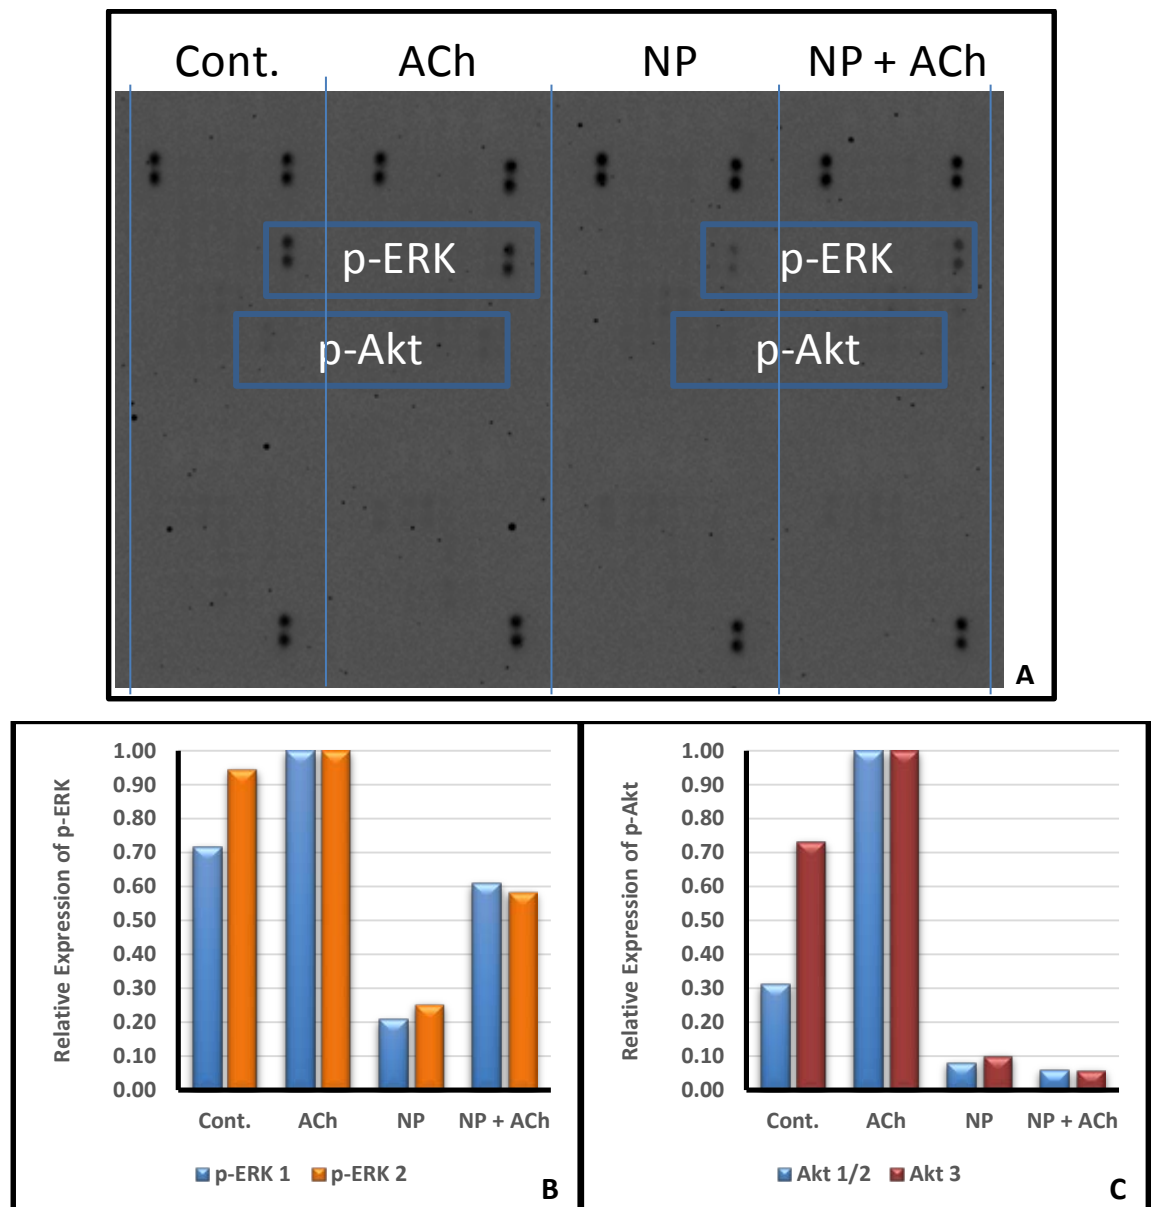 Cont. ACh NP NP + ACh
p-ERK p-ERK
p-Akt p-Akt
A
Relative Expression of p-ERK
1.00
0.90
0.80
0.70
0.60
0.50
0.40
0.30
0.20
0.10
0.00
Cont. ACh NP NP + ACh
p-ERK 1 p-ERK 2
B
Relative Expression of p-Akt
1.00
0.90
0.80
0.70
0.60
0.50
0.40
0.30
0.20
0.10
0.00
Cont. ACh NP NP + ACh
Akt 1/2 Akt 3
C